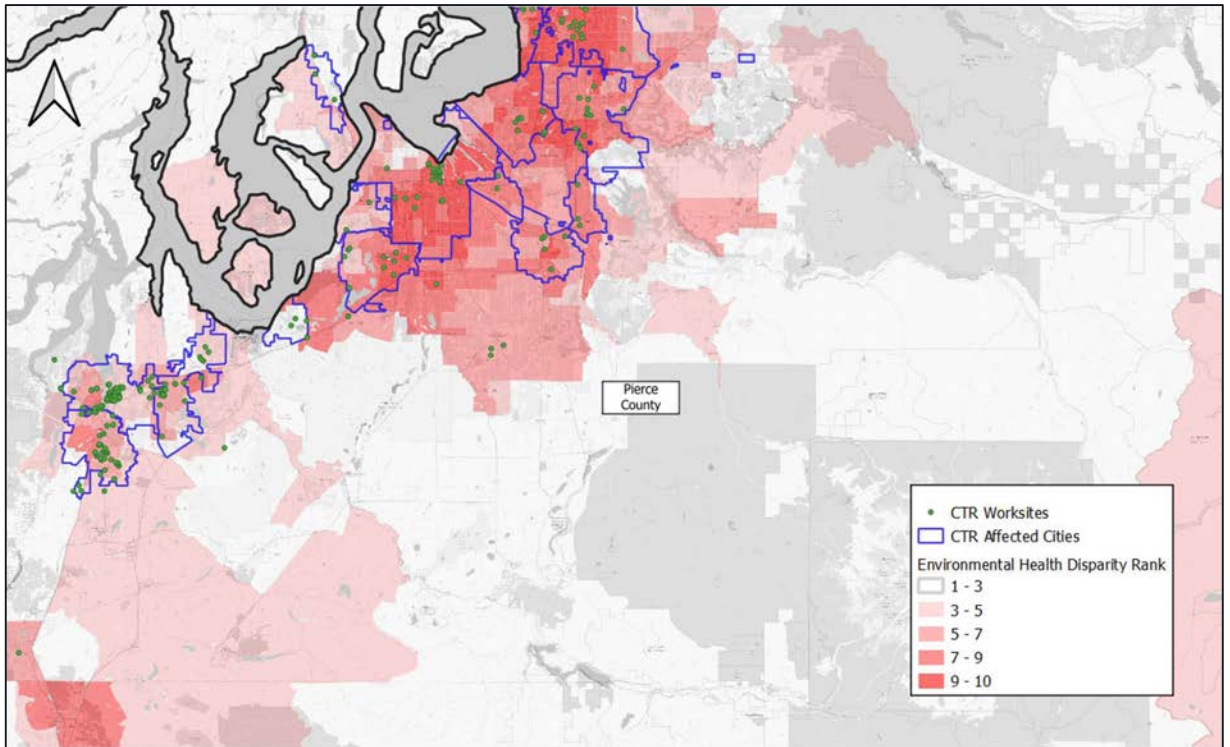 Pierce
County
CTR Worksites
CTR Affected Cities
Environmental Health Disparity Rank
1 - 3
3 - 5
5 - 7
7 - 9
9 - 10